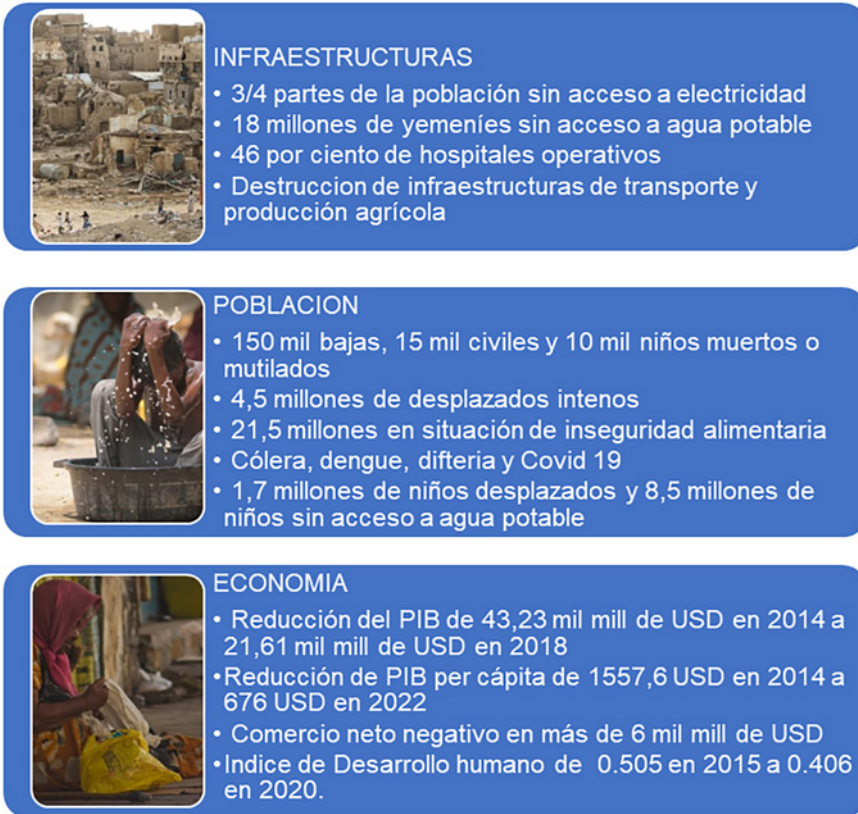 INFRAESTRUCTURAS
• 3/4 partes de la población sin acceso a electricidad
• 18 millones de yemeníes sin acceso a agua potable
• 46 por ciento de hospitales operativos
• Destruccion de infraestructuras de transporte y
producción agrícola
POBLACION
• 150 mil bajas, 15 mil civiles y 10 mil niños muertos o
mutilados
• 4,5 millones de desplazados intenos
• 21,5 millones en situación de inseguridad alimentaria
• Cólera, dengue, difteria y Covid 19
• 1,7 millones de niños desplazados y 8,5 millones de
niños sin acceso a agua potable
ECONOMIA
• Reducción del PIB de 43,23 mil mill de USD en 2014 a
21,61 mil mill de USD en 2018
•Reducción de PIB per cápita de 1557,6 USD en 2014 a
676 USD en 2022
• Comercio neto negativo en más de 6 mil mill de USD
•Indice de Desarrollo humano de 0.505 en 2015 a 0.406
en 2020.